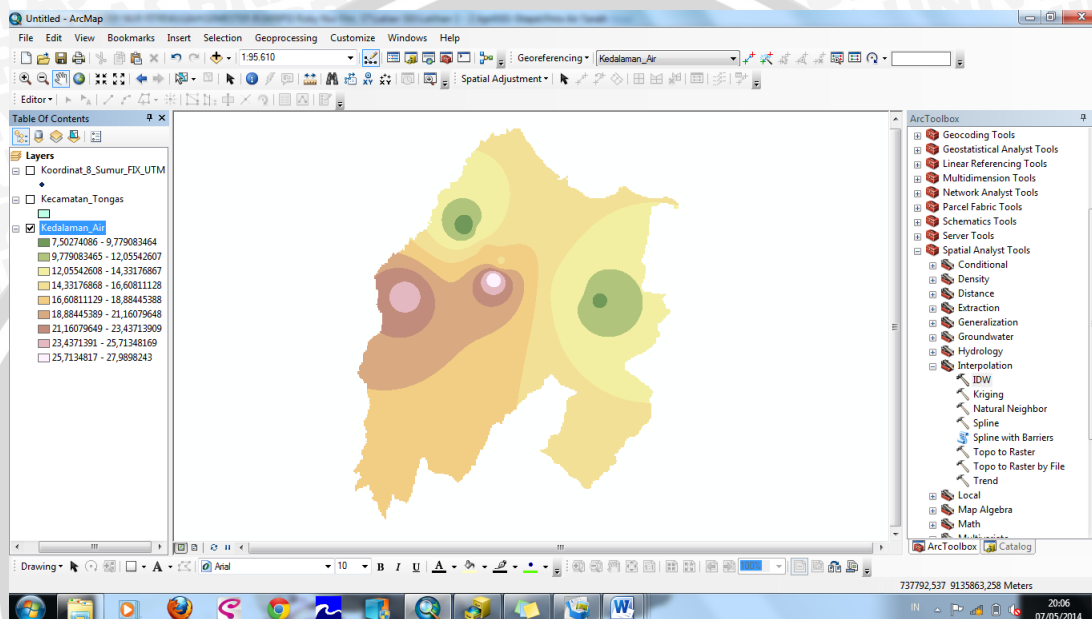 Untitled - ArcMap
File Edit View Bookmarks Insert Selection Geoprocessing Customize Windows Help
1:95.610
Georeferencing
Kedalaman_Air
Spatial Adjustment
Editor
Table Of Contents
Layers
Koordinat_8_Sumur_FIX_UTM
Kecamatan_Tongas
Kedalaman_Air
7,50274086 - 9,779083464
9,779083465 - 12,05542607
12,05542608 - 14,33176867
14,33176868 - 16,60811128
16,60811129 - 18,88445388
18,88445389 - 21,16079648
21,16079649 - 23,43713909
23,4371391 - 25,71348169
25,7134817 - 27,9898243
ArcToolbox
Geocoding Tools
Geostatistical Analyst Tools
Linear Referencing Tools
Multidimension Tools
Network Analyst Tools
Parcel Fabric Tools
Schematics Tools
Server Tools
Spatial Analyst Tools
Conditional
Density
Distance
Extraction
Generalization
Groundwater
Hydrology
Interpolation
IDW
Kriging
Natural Neighbor
Spline
Spline with Barriers
Topo to Raster
Topo to Raster by File
Trend
Local
Map Algebra
Math
ArcToolbox Catalog
Drawing
A
Arial
10
B I U A
100%
737792,537 9135863,258 Meters
IN
20:06
07/05/2014